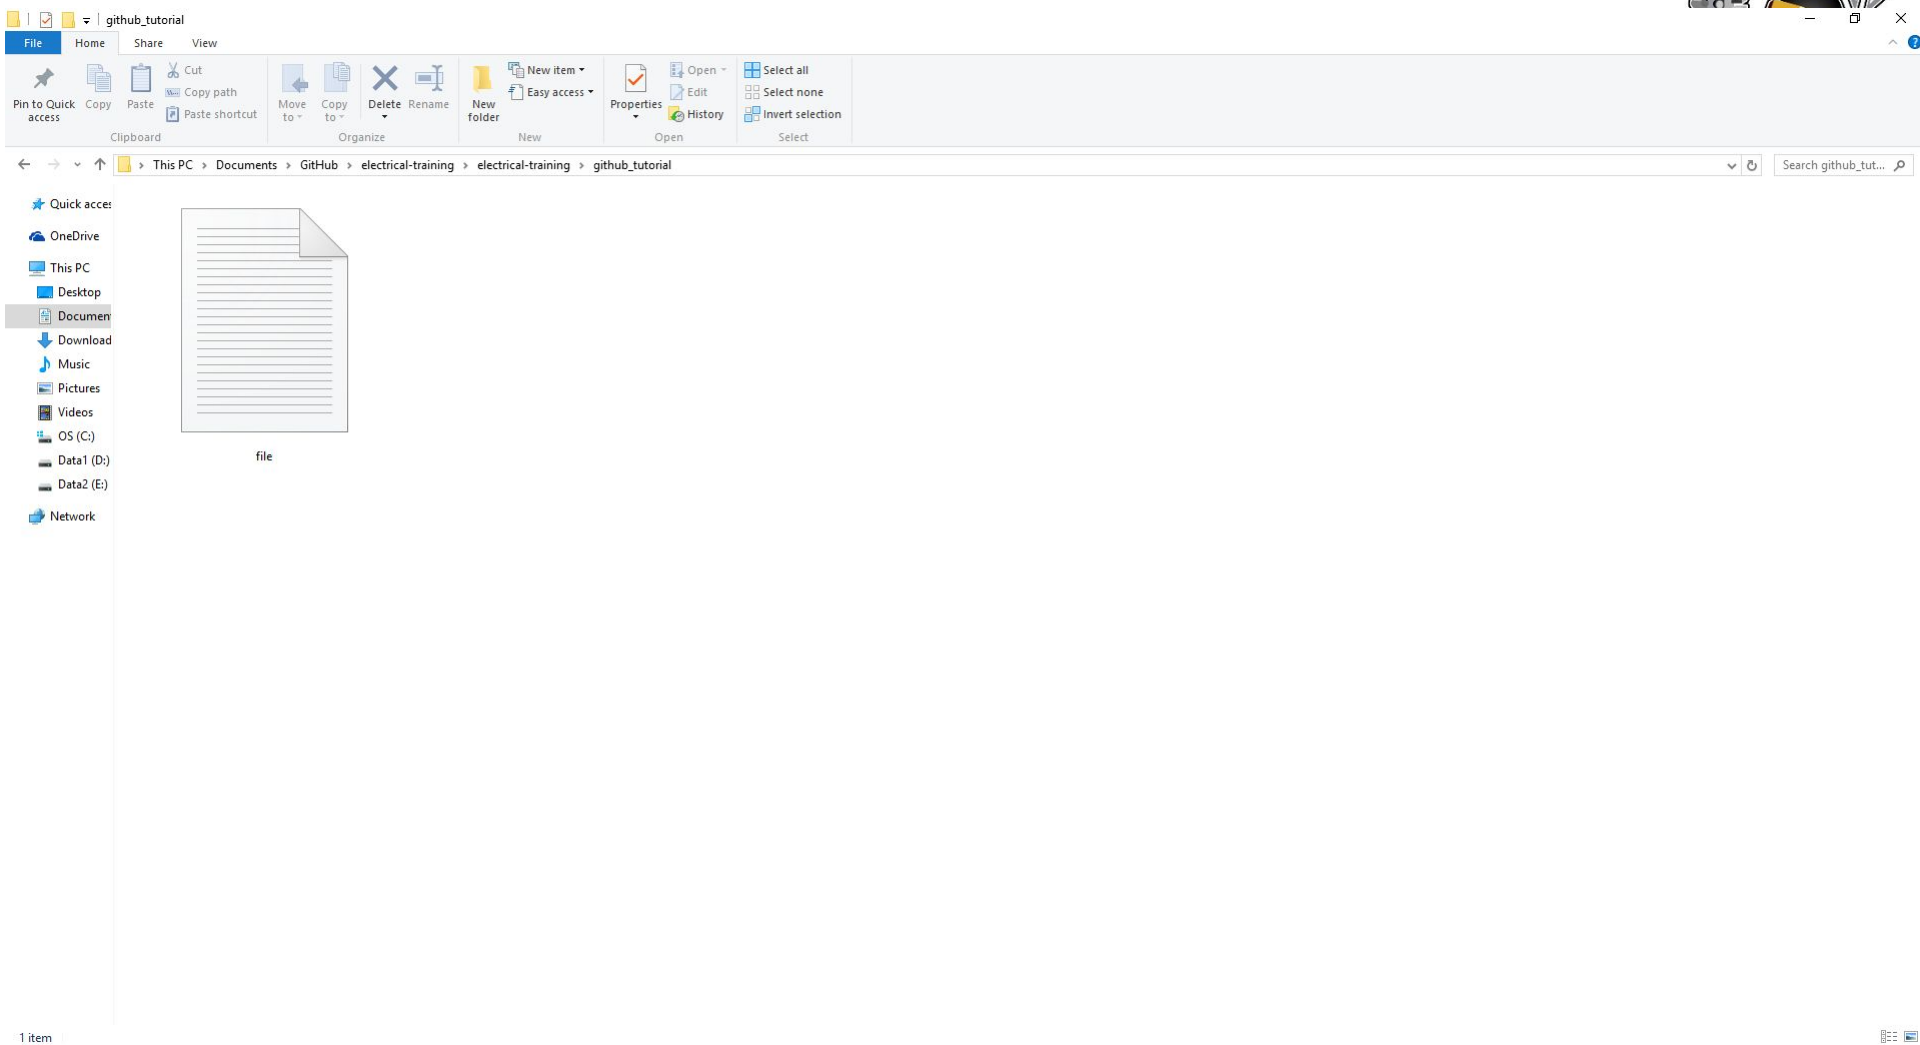 github_tutorial
File Home Share View
Pin to Quick access
Copy
Paste
Cut
Copy path
Paste shortcut
Clipboard
Move to
Copy to
Delete
Rename
Organize
New folder
New item
Easy access
New
Properties
Open
Edit
History
Open
Select all
Select none
Invert selection
Select
This PC > Documents > GitHub > electrical-training > electrical-training > github_tutorial
Search github_tut...
Quick acces
OneDrive
This PC
Desktop
Documen
Download
Music
Pictures
Videos
OS (C:)
Data1 (D:)
Data2 (E:)
Network
file
1 item